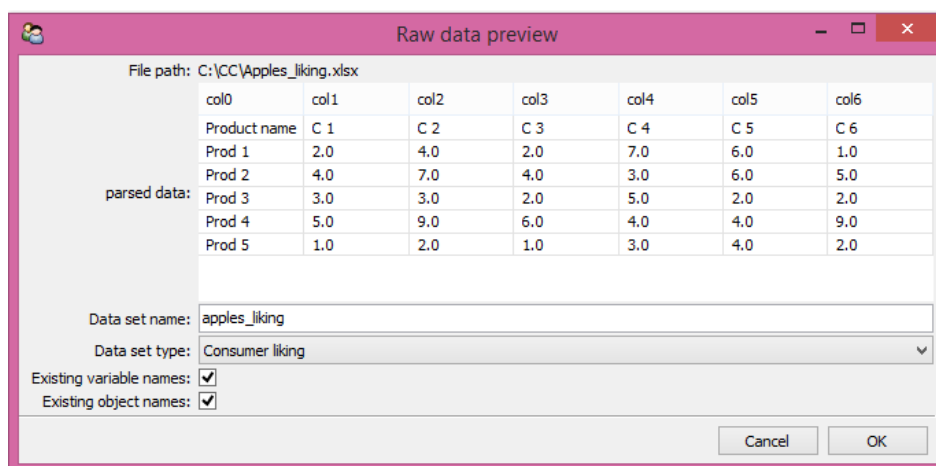 Raw data preview
File path: C:\CC\Apples_liking.xlsx
col0 col1 col2 col3 col4 col5 col6
Product name C 1 C 2 C 3 C 4 C 5 C 6
Prod 1 2.0 4.0 2.0 7.0 6.0 1.0
Prod 2 4.0 7.0 4.0 3.0 6.0 5.0
parsed data: Prod 3 3.0 3.0 2.0 5.0 2.0 2.0
Prod 4 5.0 9.0 6.0 4.0 4.0 9.0
Prod 5 1.0 2.0 1.0 3.0 4.0 2.0
Data set name: apples_liking
Data set type: Consumer liking
Existing variable names:
Existing object names:
Cancel OK